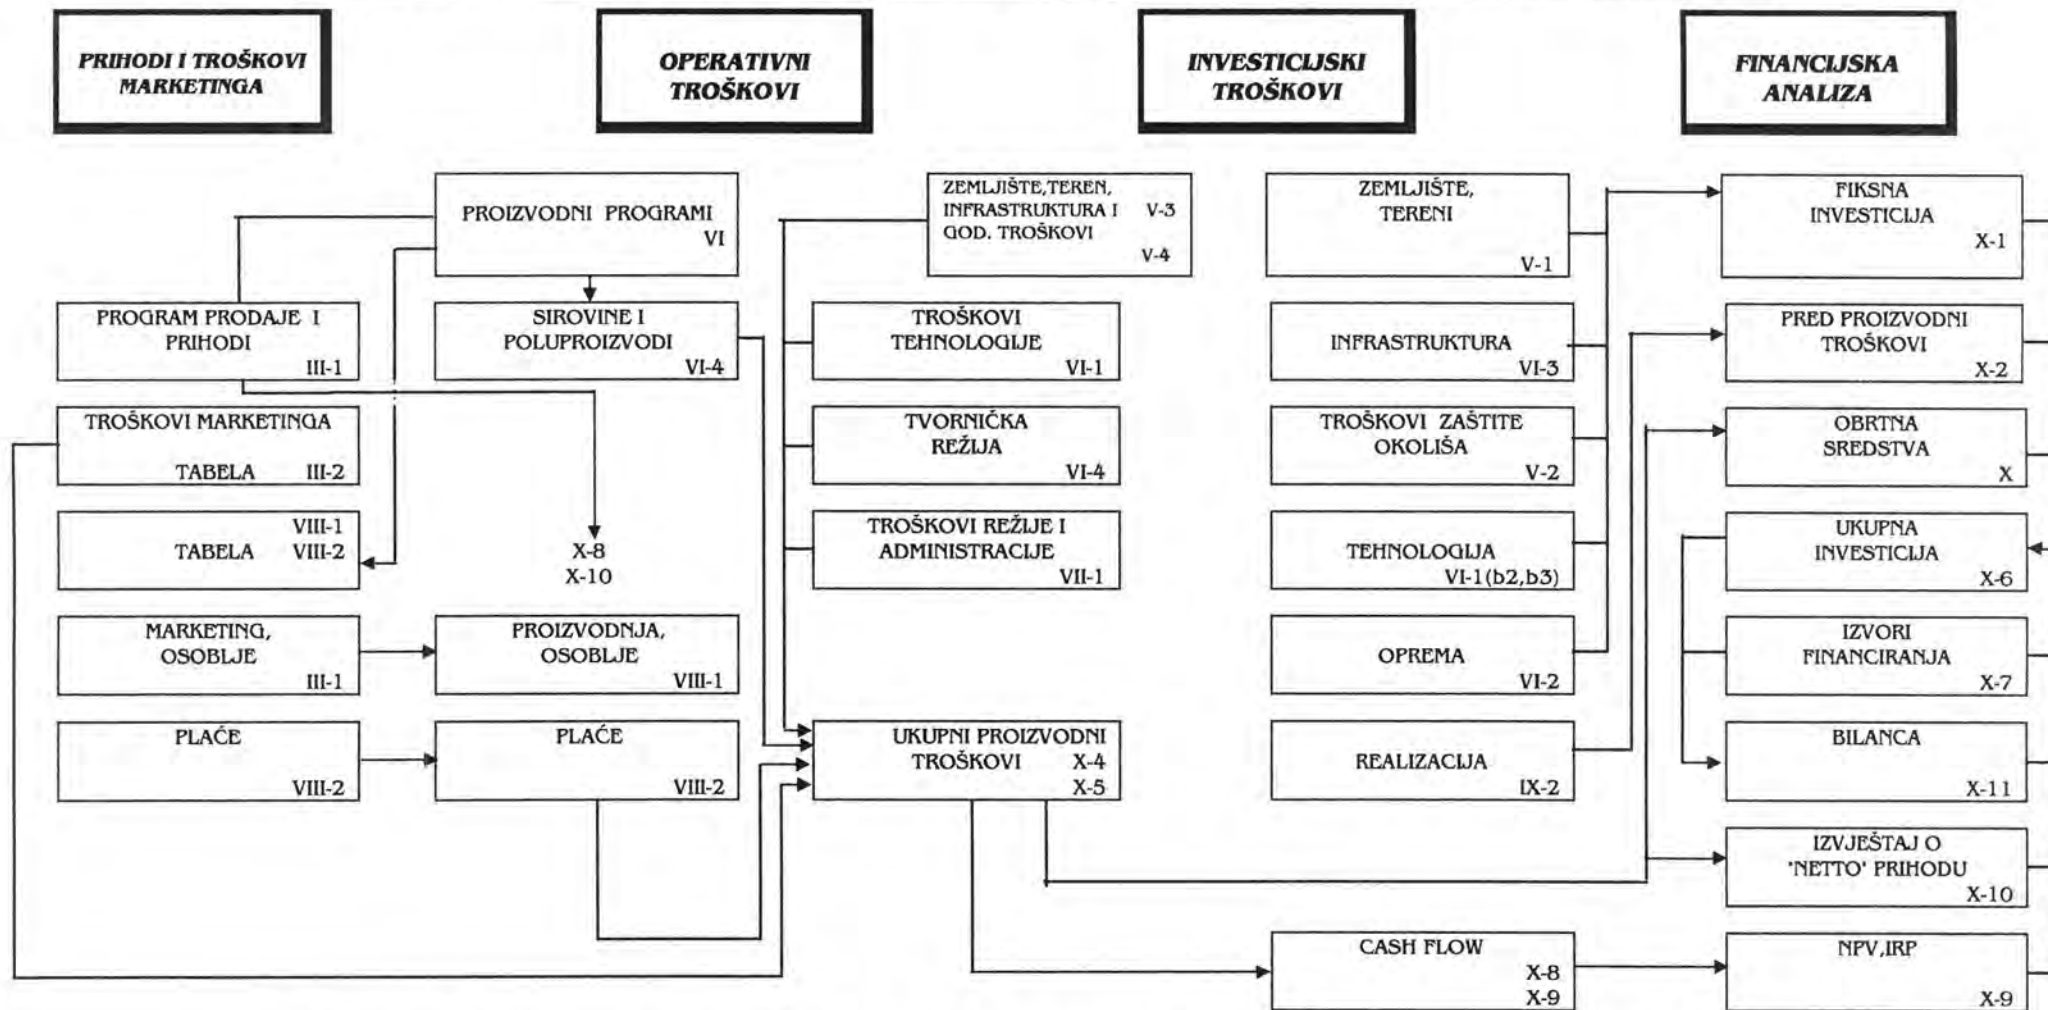 PRIHODI I TROŠKOVI
MARKETINGA
OPERATIVNI
TROŠKOVI
INVESTICIJSKI
TROŠKOVI
FINANCIJSKA
ANALIZA
PROIZVODNI PROGRAMI
VI
ZEMLJIŠTE,TEREN,
INFRASTRUKTURA I V-3
GOD. TROŠKOVI
V-4
ZEMLJIŠTE,
TERENI
V-1
FIKSNA
INVESTICIJA
X-1
PROGRAM PRODAJE I
PRIHODI
III-1
SIROVINE I
POLUPROIZVODI
VI-4
TROŠKOVI
TEHNOLOGIJE
VI-1
INFRASTRUKTURA
VI-3
PRED PROIZVODNI
TROŠKOVI
X-2
TROŠKOVI MARKETINGA
TABELA III-2
TVORNIČKA
REŽIJA
VI-4
TROŠKOVI ZAŠTITE
OKOLIŠA
V-2
OBRTNA
SREDSTVA
X
VIII-1
TABELA VIII-2
X-8
X-10
TROŠKOVI REŽIJE I
ADMINISTRACIJE
VII-1
TEHNOLOGIJA
VI-1(b2,b3)
UKUPNA
INVESTICIJA
X-6
MARKETING,
OSOBLJE
III-1
PROIZVODNJA,
OSOBLJE
VIII-1
OPREMA
VI-2
IZVORI
FINANCIRANJA
X-7
PLAĆE
VIII-2
PLAĆE
VIII-2
UKUPNI PROIZVODNI
TROŠKOVI X-4
X-5
REALIZACIJA
IX-2
BILANCA
X-11
IZVJEŠTAJ O
"NETTO" PRIHODU
X-10
CASH FLOW
X-8
X-9
NPV,IRP
X-9